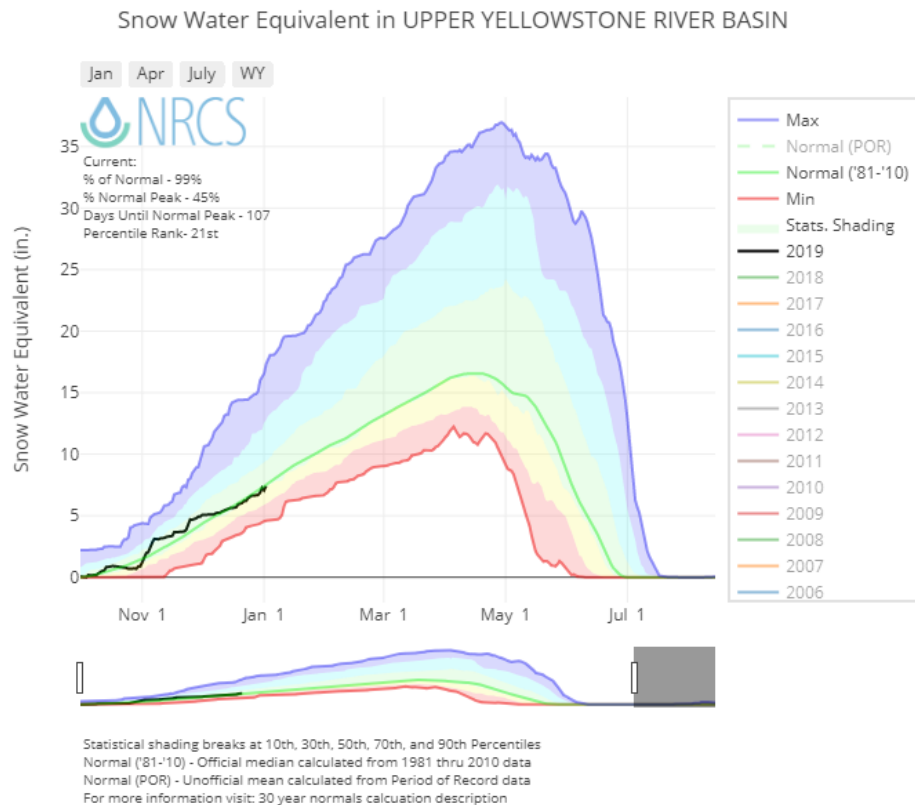 Snow Water Equivalent in UPPER YELLOWSTONE RIVER BASIN
Jan Apr July WY
NRCS
Current:
% of Normal - 99%
% Normal Peak - 45%
Days Until Normal Peak - 107
Percentile Rank- 21st
Snow Water Equivalent (in.)
35
30
25
20
15
10
5
0
Nov 1 Jan 1 Mar 1 May 1 Jul 1
Max
Normal (POR)
Normal ('81-'10)
Min
Stats. Shading
2019
2018
2017
2016
2015
2014
2013
2012
2011
2010
2009
2008
2007
2006
Statistical shading breaks at 10th, 30th, 50th, 70th, and 90th Percentiles
Normal ('81-'10) - Official median calculated from 1981 thru 2010 data
Normal (POR) - Unofficial mean calculated from Period of Record data
For more information visit: 30 year normals calcuation description